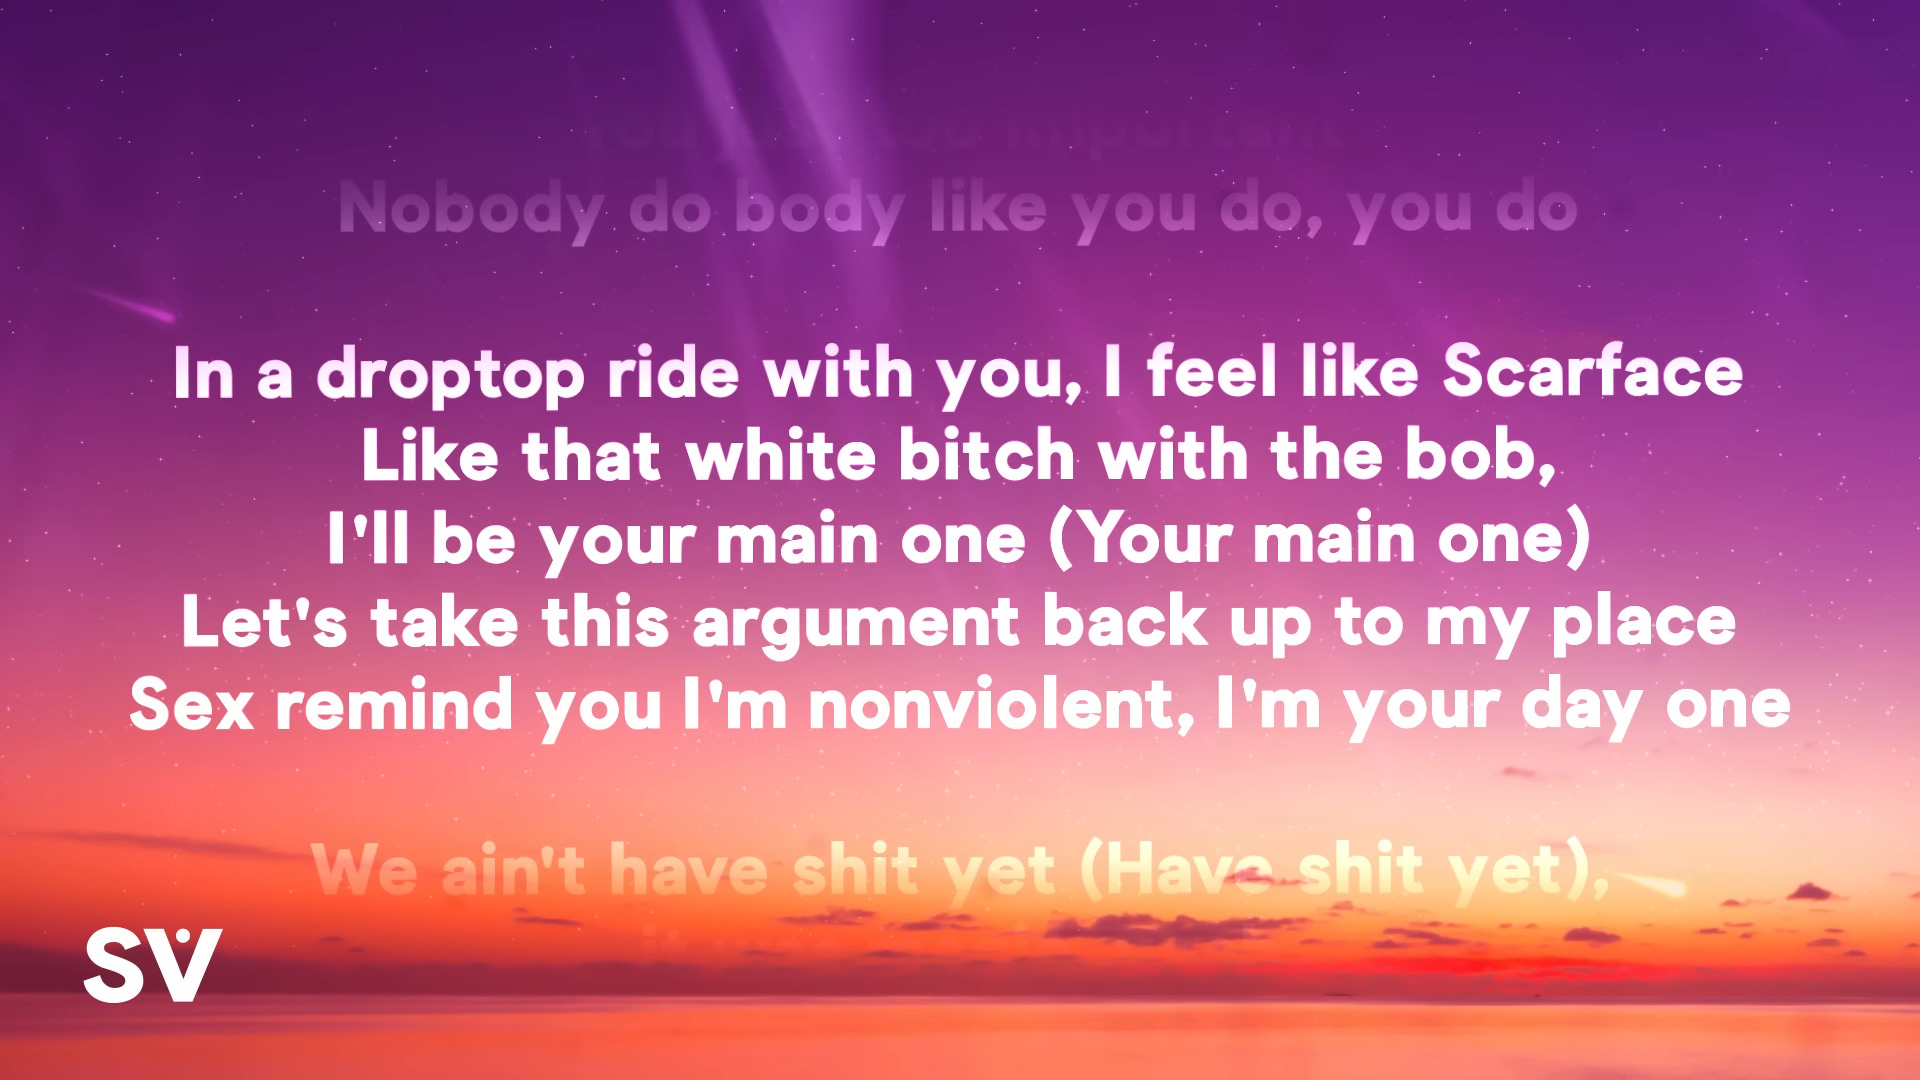 too important
Nobody do body like you do, you do
In a droptop ride with you, I feel like Scarface
Like that white bitch with the bob,
I'll be your main one (Your main one)
Let's take this argument back up to my place
Sex remind you I'm nonviolent, I'm your day one
We ain't have shit yet (Have shit yet),
SV